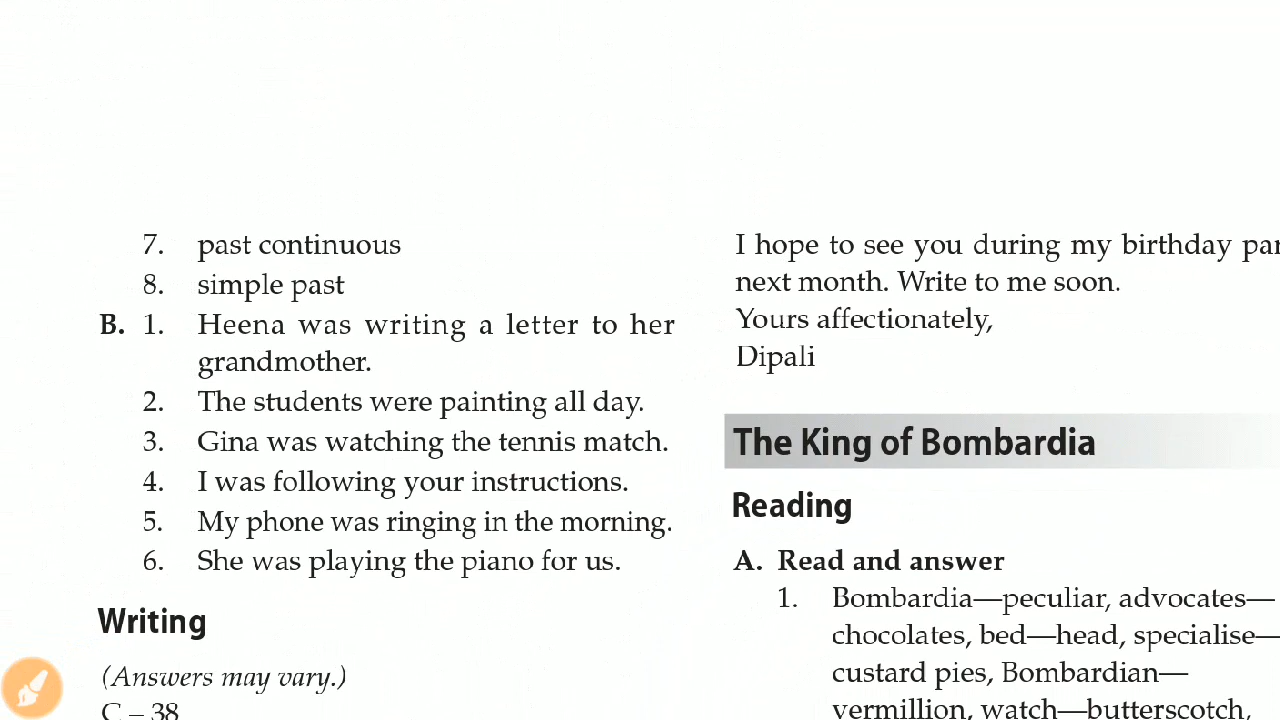 7. past continuous
8. simple past
B. 1. Heena was writing a letter to her
grandmother.
2. The students were painting all day.
3. Gina was watching the tennis match.
4. I was following your instructions.
5. My phone was ringing in the morning.
6. She was playing the piano for us.
Writing
(Answers may vary.)
C – 38
I hope to see you during my birthday
next month. Write to me soon.
Yours affectionately,
Dipali
The King of Bombardia
Reading
A. Read and answer
1. Bombardia—peculiar, advocates—
chocolates, bed—head, specialise—
custard pies, Bombardian—
vermillion, watch—butterscotch,